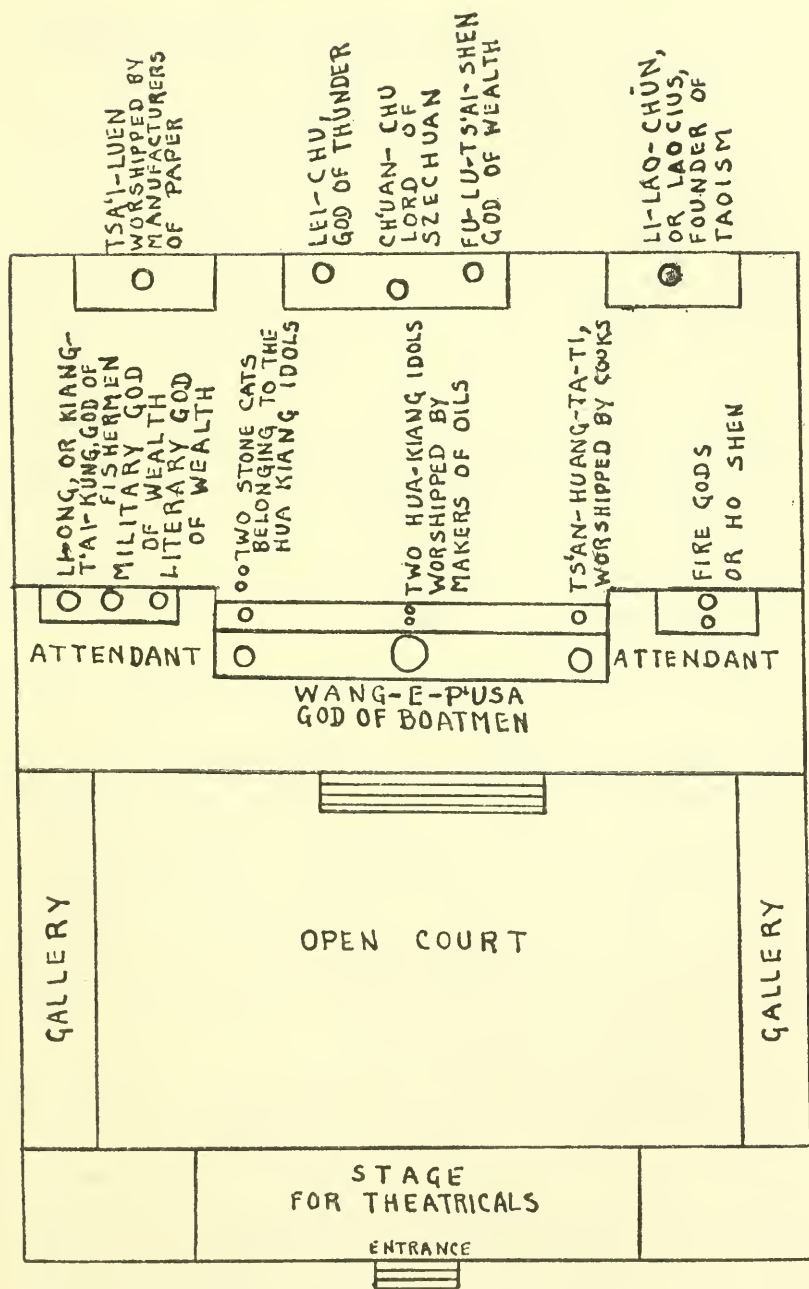 TSA'I-LUEN
WORSHIPPED BY
MANUFACTURERS
OF PAPER
LEI-CHU,
GOD OF THUNDER
CH'UAN-CHU
LORD OF
SZECHUAN
FU-LU-TS'AI-SHEN
GOD OF WEALTH
LI-LAO-CHÜN,
OR LAOCIUS,
FOUNDER OF
TAOISM
OR KIANG-
T'AI-KUNG, GOD OF
FISHERMEN
MILITARY GOD
OF WEALTH
LITERARY GOD
OF WEALTH
TWO STONE CATS
BELONGING TO THE
HUA KIANG IDOLS
TWO HUA-KIANG IDOLS
WORSHIPPED BY
MAKERS OF OILS
TS'AN-HUANG-TA-TI,
WORSHIPPED BY COOKS
FIRE GODS
OR HO SHEN
ATTENDANT
ATTENDANT
WANG-E-P'USA
GOD OF BOATMEN
GALLERY
OPEN COURT
GALLERY
STAGE
FOR THEATRICALS
ENTRANCE